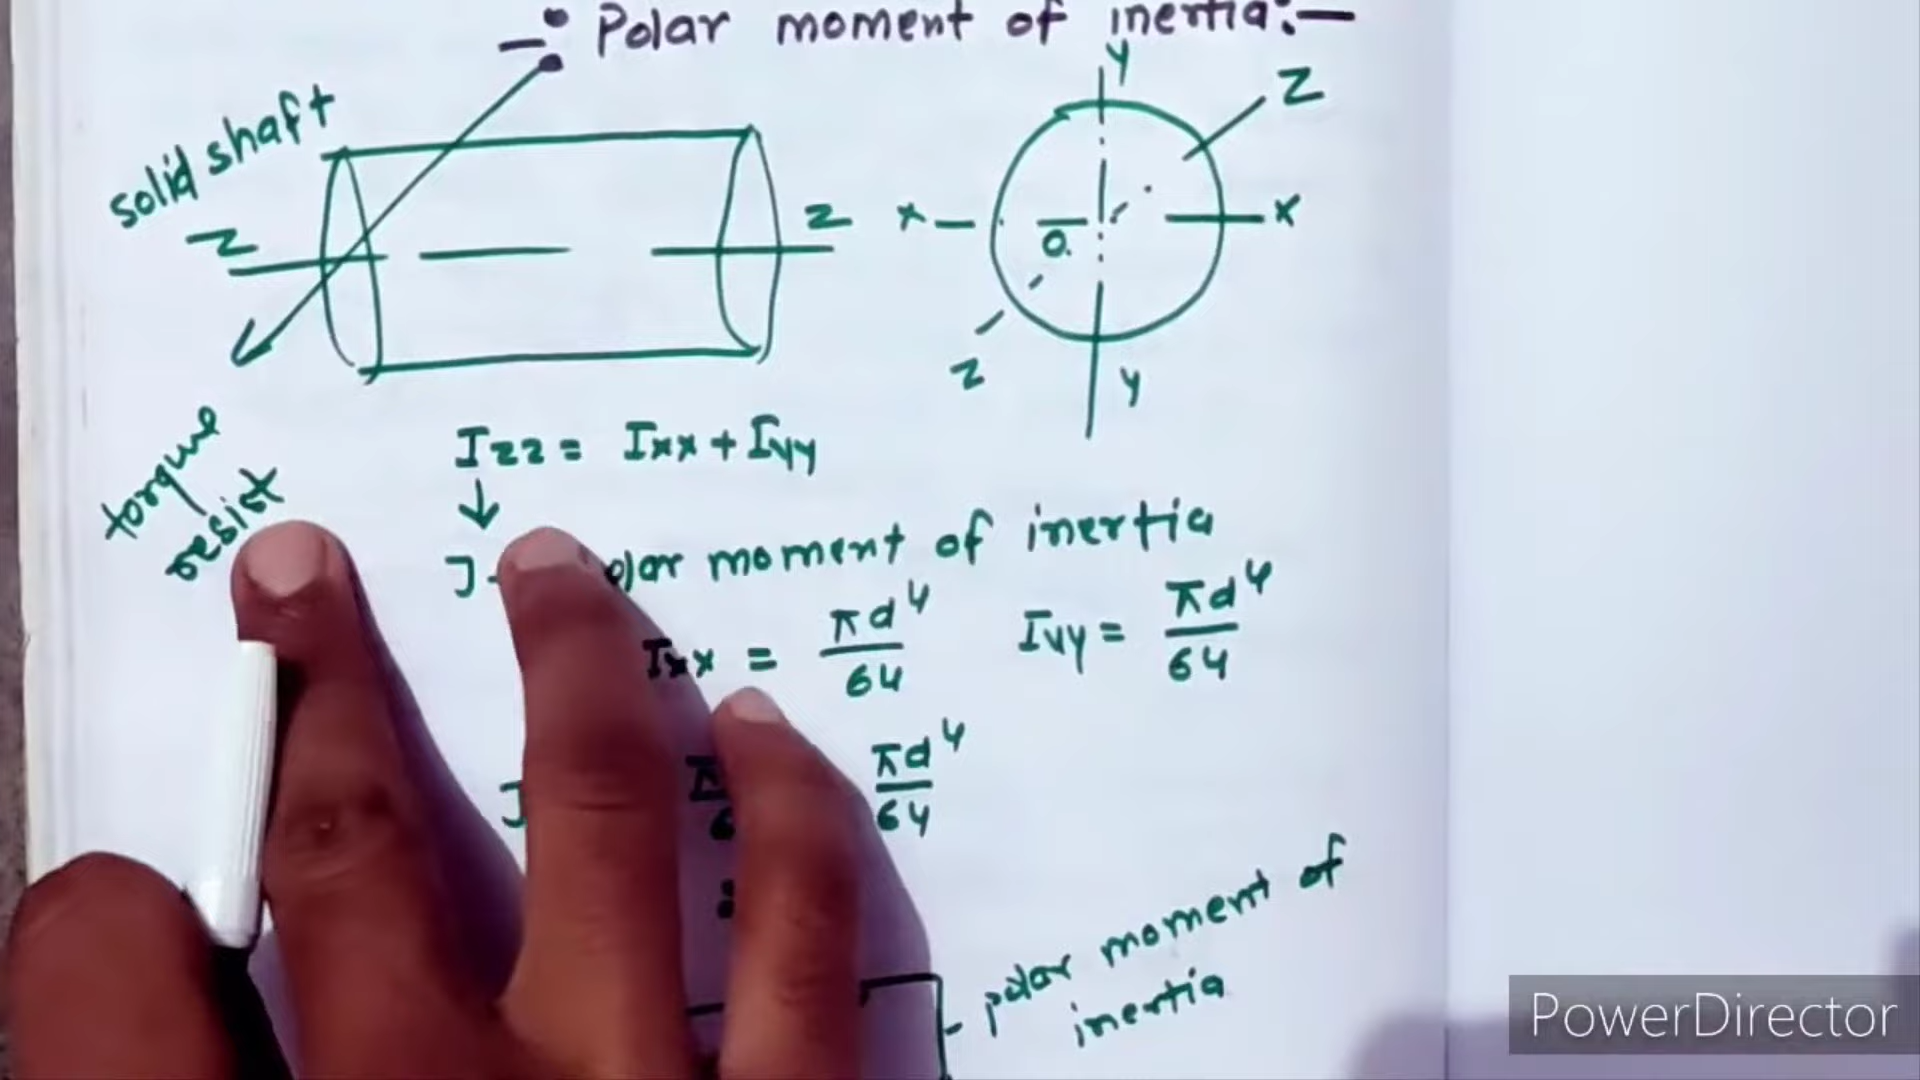 -: Polar moment of inertia:-
solid shaft
Y
Z
Z
Z
X
O
X
Z
Y
torque
resist
Izz = Ixx + Iyy
J - polar moment of inertia
Ixx = πd⁴/64 Iyy = πd⁴/64
J πd⁴/64
polar moment of
inertia
PowerDirector